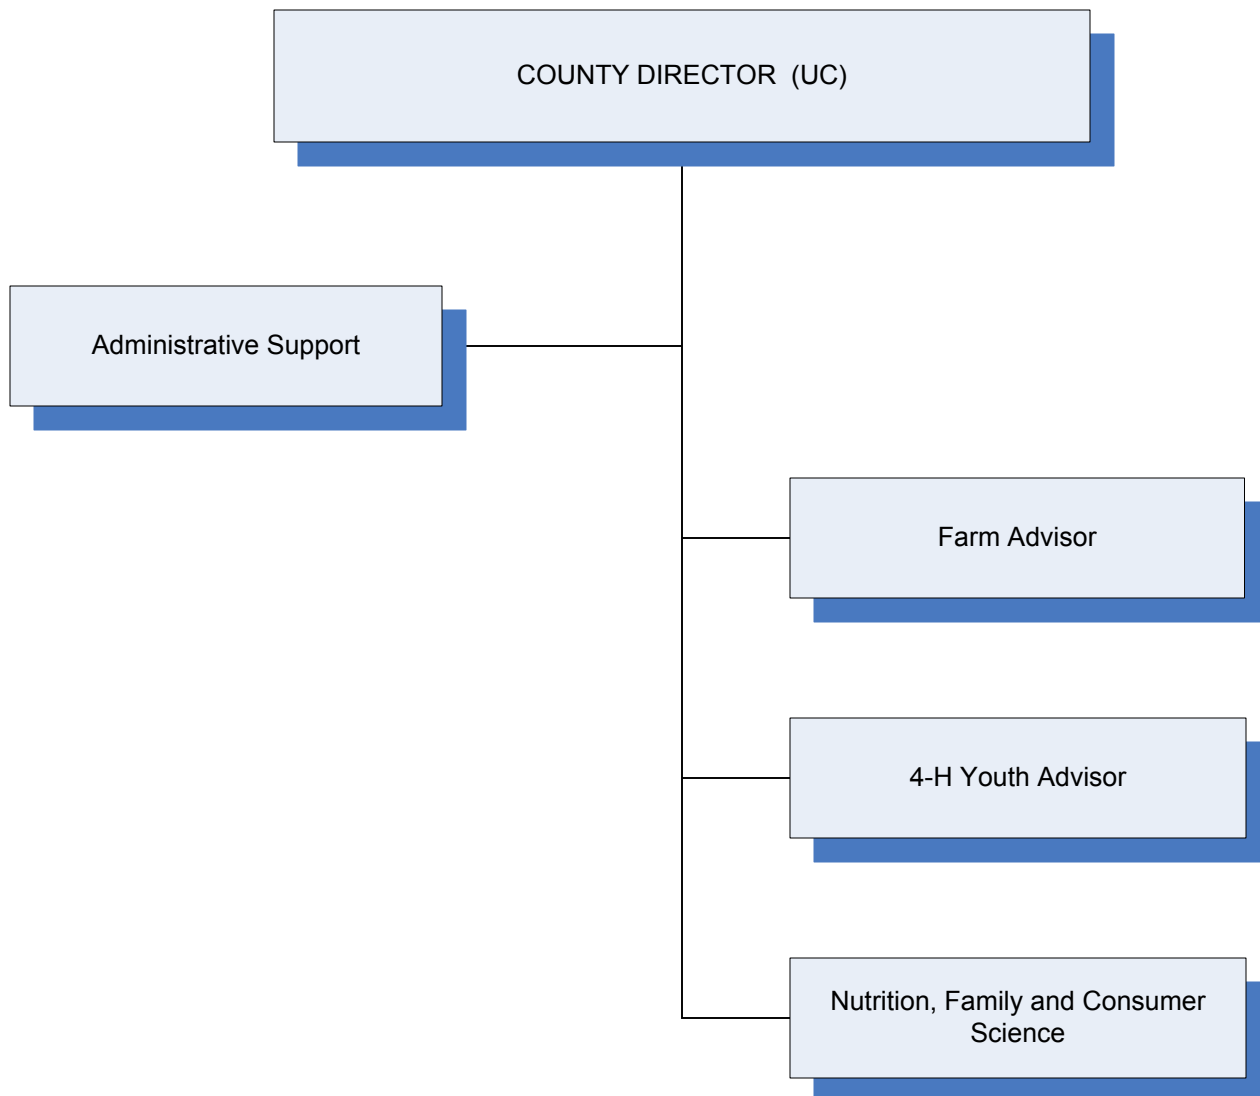 COUNTY DIRECTOR  (UC)
Administrative Support
Farm Advisor
4-H Youth Advisor
Nutrition, Family and Consumer
Science